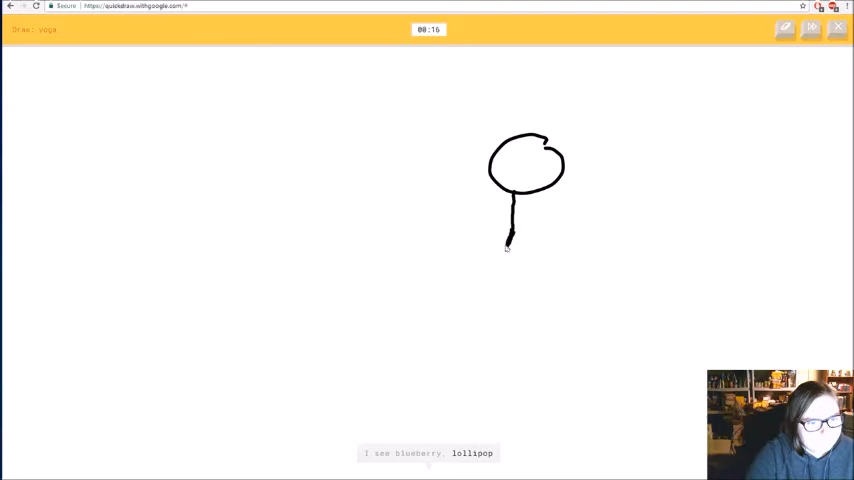 Secure
https://quickdraw.withgoogle.com/#
Draw: yoga
00:16
I see blueberry, lollipop